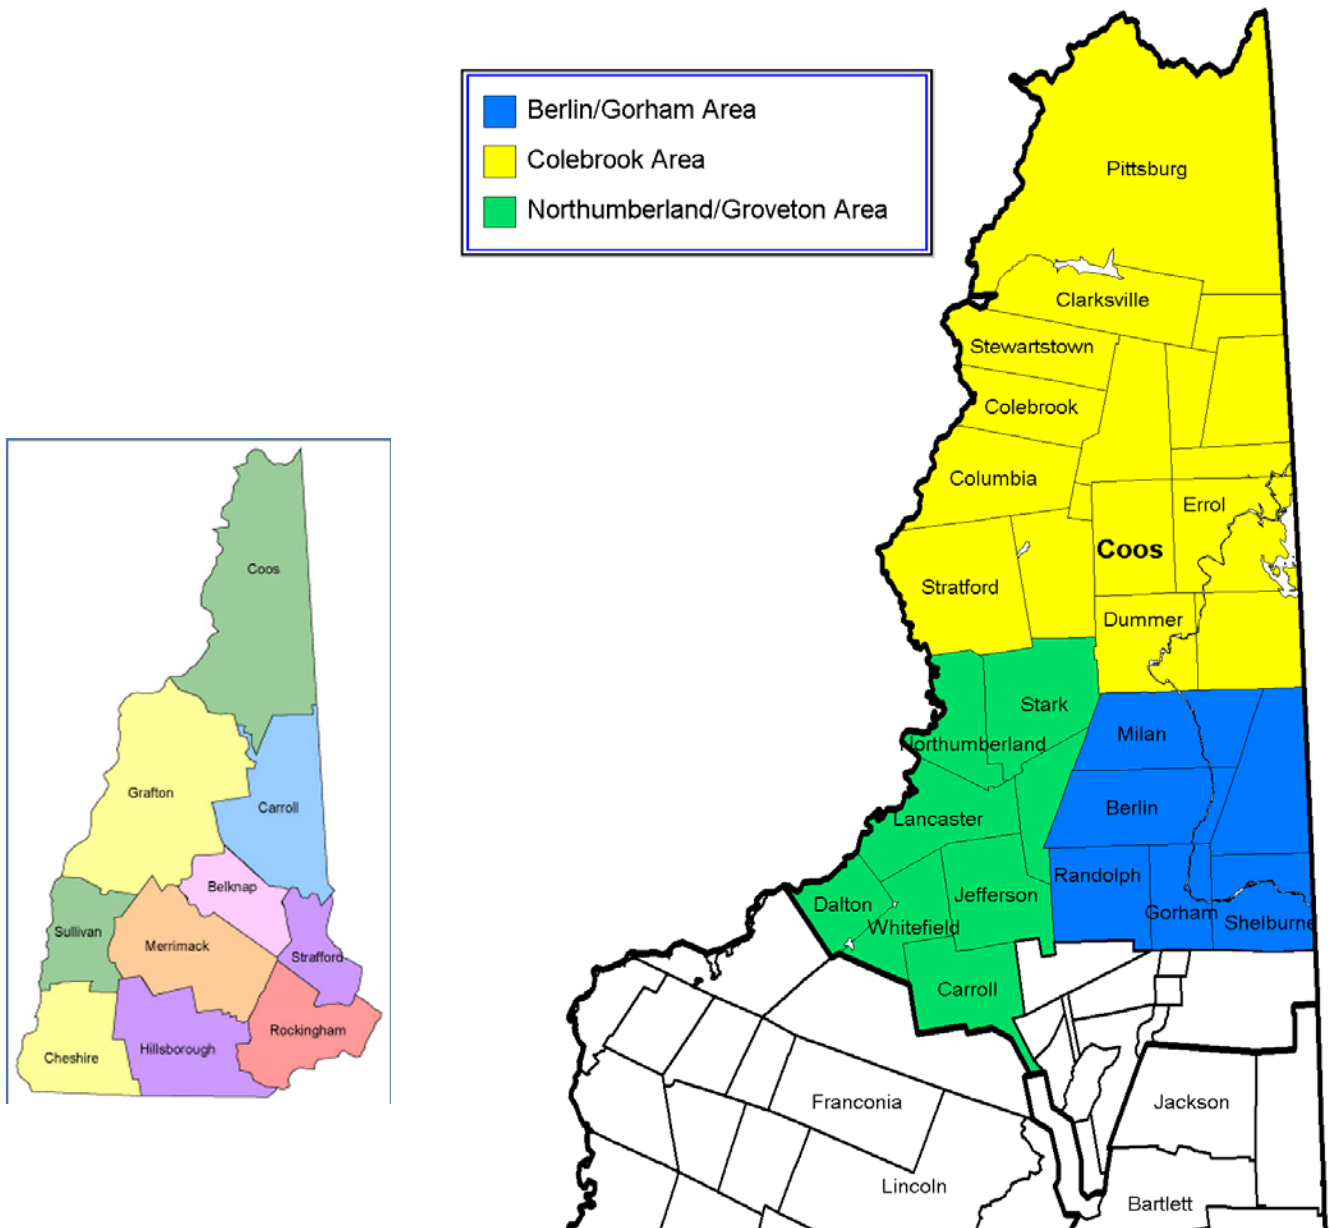 Berlin/Gorham Area
Colebrook Area
Northumberland/Groveton Area
Pittsburg
Clarksville
Stewartstown
Colebrook
Columbia
Errol
Coos
Stratford
Dummer
Stark
Milan
Northumberland
Berlin
Lancaster
Randolph
Jefferson
Dalton
Gorham
Shelburne
Whitefield
Carroll
Franconia
Jackson
Lincoln
Bartlett
Coos
Grafton
Carroll
Belknap
Sullivan
Merrimack
Strafford
Rockingham
Hillsborough
Cheshire